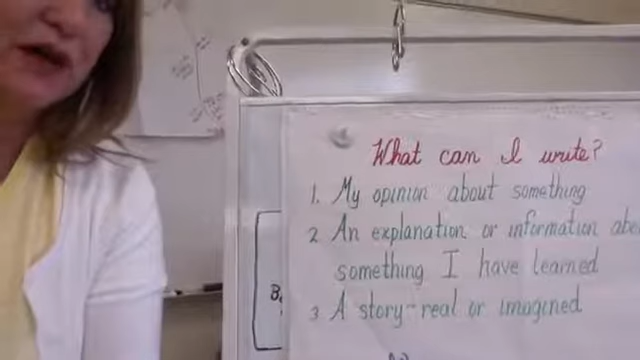 What can I write?
1. My opinion about something
2 An explanation or information
something I have learned
3 A story-real or imagined